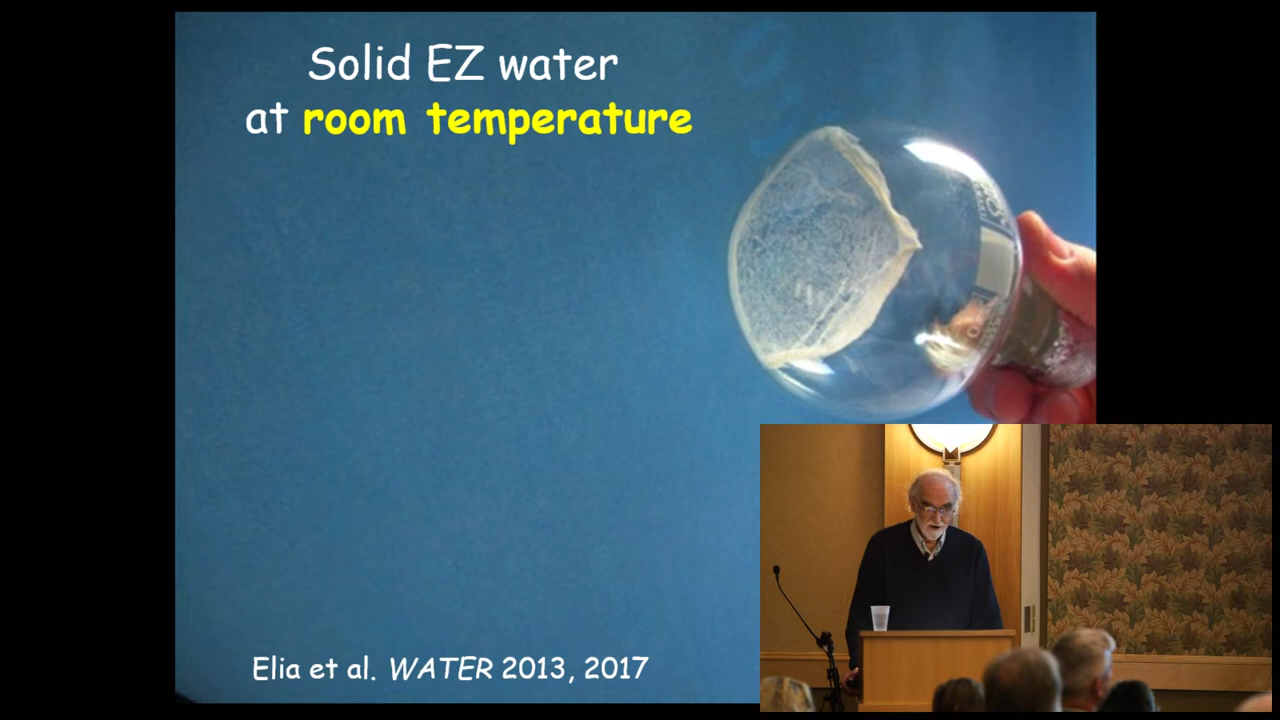 Solid EZ water
at room temperature
Elia et al. WATER 2013, 2017